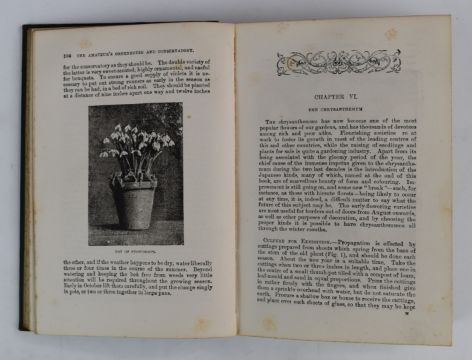 THE AMATEUR'S GREENHOUSE AND CONSERVATORY.
for the conservatory as they should be. The double variety of
the latter is very sweet-scented, highly ornamental, and useful
for bouquets. To ensure a good supply of violets it is
to put out strong runners as early in the season as
they can be had, in a bed of rich soil. They should be planted
at a distance of nine inches apart one way and twelve inches
POT OF SNOWDROPS.
the other, and if the weather happens to be dry, water liberally
three or four times in the course of the summer. Beyond
watering and keeping the bed free from weeds very little
attention will be required throughout the growing season.
Early in October lift them carefully, and put the clumps singly
in pots, or two or three together in large pans.
CHAPTER VI.
THE CHRYSANTHEMUM
The chrysanthemum has now become one of the most
popular flowers of our gardens, and has thousands of devotees
among rich and poor alike. Flourishing societies
work to foster its growth in most of the leading centres of
this and other countries, while the raising of seedlings and
plants for sale is quite a gardening industry. Apart from its
being associated with the gloomy period of the year, the
chief cause of the immense impetus given to the chrysanthe-
mum during the last two decades is the introduction of the
Japanese kinds, many of which, named at the end of this
book, are of marvellous beauty of form and colouring. Im-
provement is still going on, and some new "break"—such, for
instance, as those with hirsute florets—being likely to occur
at any time, it is, indeed, a difficult matter to say what the
future of this subject may be. The early-flowering varieties
are most useful for borders out of doors from August onwards,
as well as other purposes of decoration, and by choosing the
proper kinds it is possible to have chrysanthemums all
through the winter months.
CULTURE FOR EXHIBITION.—Propagation is effected by
cuttings prepared from shoots which spring from the base of
the stem of the old plant (Fig. 1), and should be done each
season. About the new year is a suitable time. Take the
cuttings when two or three inches in length, and place one in
the center of a small thumb pot filled with a compost of loam,
leaf-mould and sand in equal proportions. Press the cuttings
in rather firmly with the fingers, and when finished give
them a sprinkle overhead with water, but do not saturate the
earth. Procure a shallow box or house to receive the cuttings,
and place over each sheets of glass, so that they may be kept